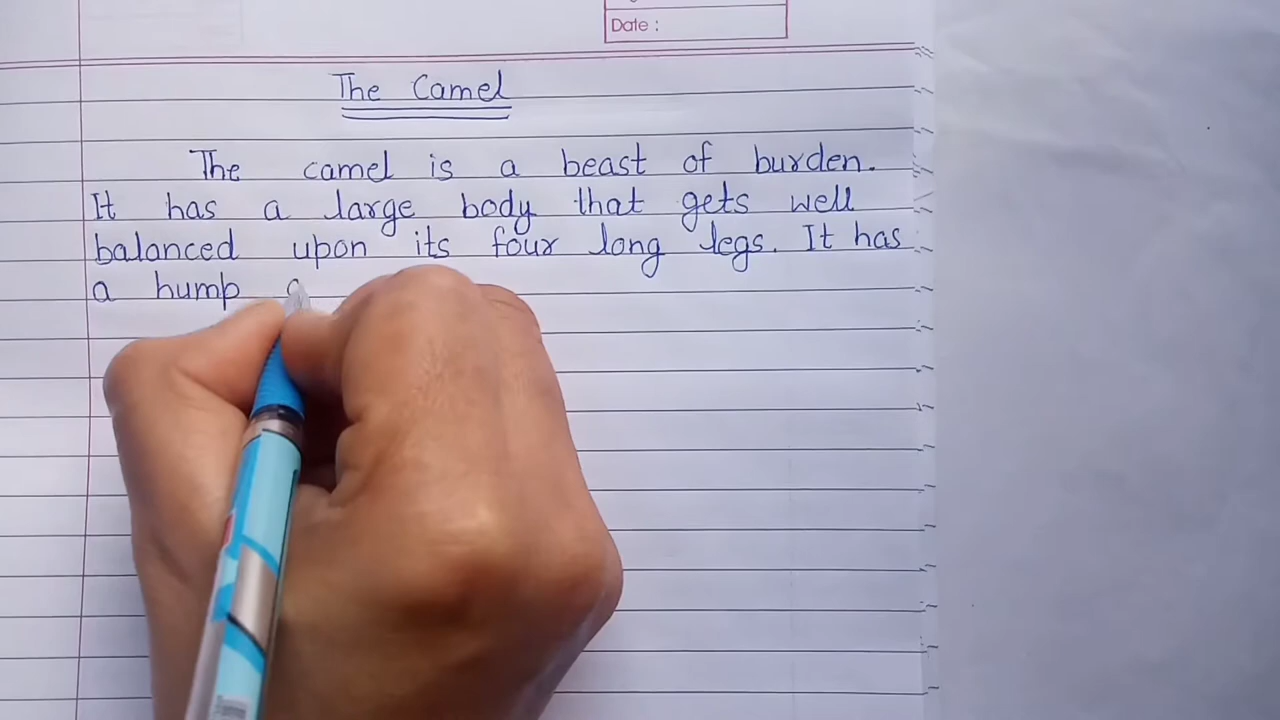 Date :
The Camel
The camel is a beast of burden.
It has a large body that gets well
balanced upon its four long legs. It has
a hump